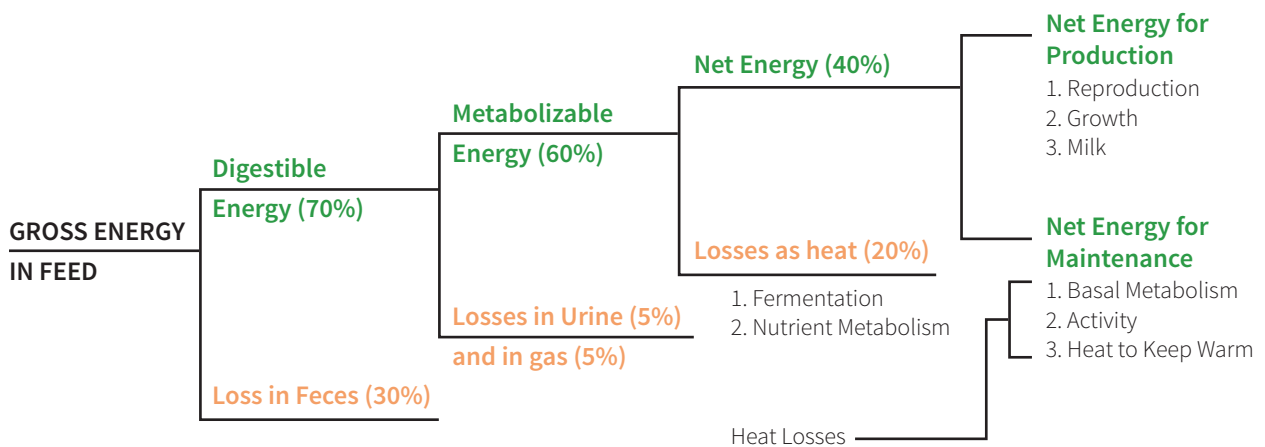 GROSS ENERGY
IN FEED
Digestible
Energy (70%)
Loss in Feces (30%)
Metabolizable
Energy (60%)
Losses in Urine (5%)
and in gas (5%)
Net Energy (40%)
Losses as heat (20%)
1. Fermentation
2. Nutrient Metabolism
Net Energy for
Production
1. Reproduction
2. Growth
3. Milk
Net Energy for
Maintenance
1. Basal Metabolism
2. Activity
3. Heat to Keep Warm
Heat Losses